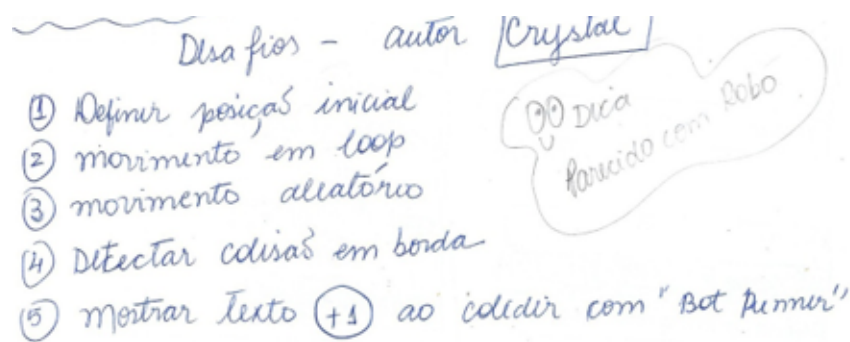 Desafios - autor Crystal
① Definir posição inicial
② movimento em loop
③ movimento aleatório
④ Detectar colisão em borda
⑤ Mostrar texto +1 ao colidir com "Bot Runner"
Dica
Parecido com Robo